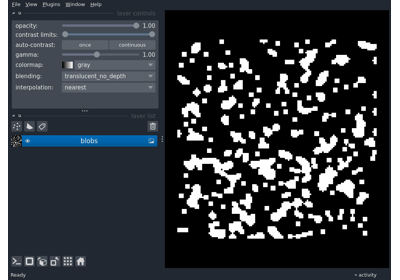 File View Plugins Window Help
layer controls
opacity: 1.00
contrast limits:
auto-contrast: once continuous
gamma: 1.00
colormap: gray
blending: translucent_no_depth
interpolation: nearest
layer list
blobs
Ready
activity